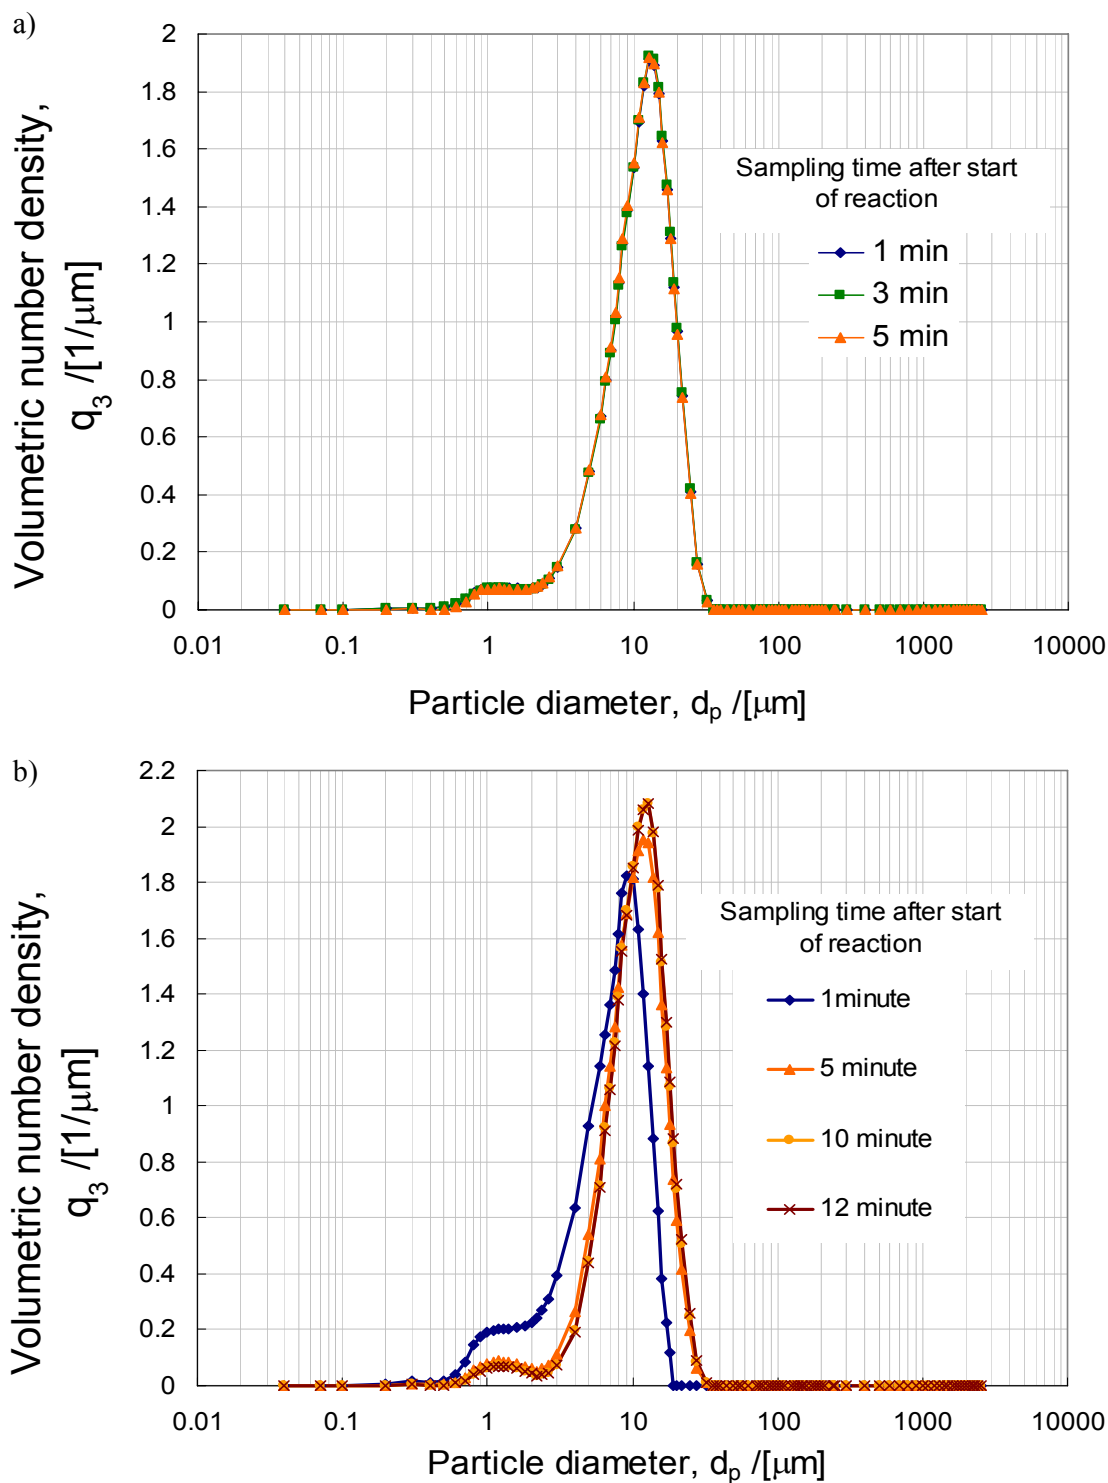 a)
2
1.8
1.6
1.4
1.2
1
0.8
0.6
0.4
0.2
0
0.01 0.1 1 10 100 1000 10000
Volumetric number density,
q3 /[1/μm]
Particle diameter, dp /[μm]
Sampling time after start
of reaction
1 min
3 min
5 min
b)
2.2
2
1.8
1.6
1.4
1.2
1
0.8
0.6
0.4
0.2
0
0.01 0.1 1 10 100 1000 10000
Volumetric number density,
q3 /[1/μm]
Particle diameter, dp /[μm]
Sampling time after start
of reaction
1minute
5 minute
10 minute
12 minute